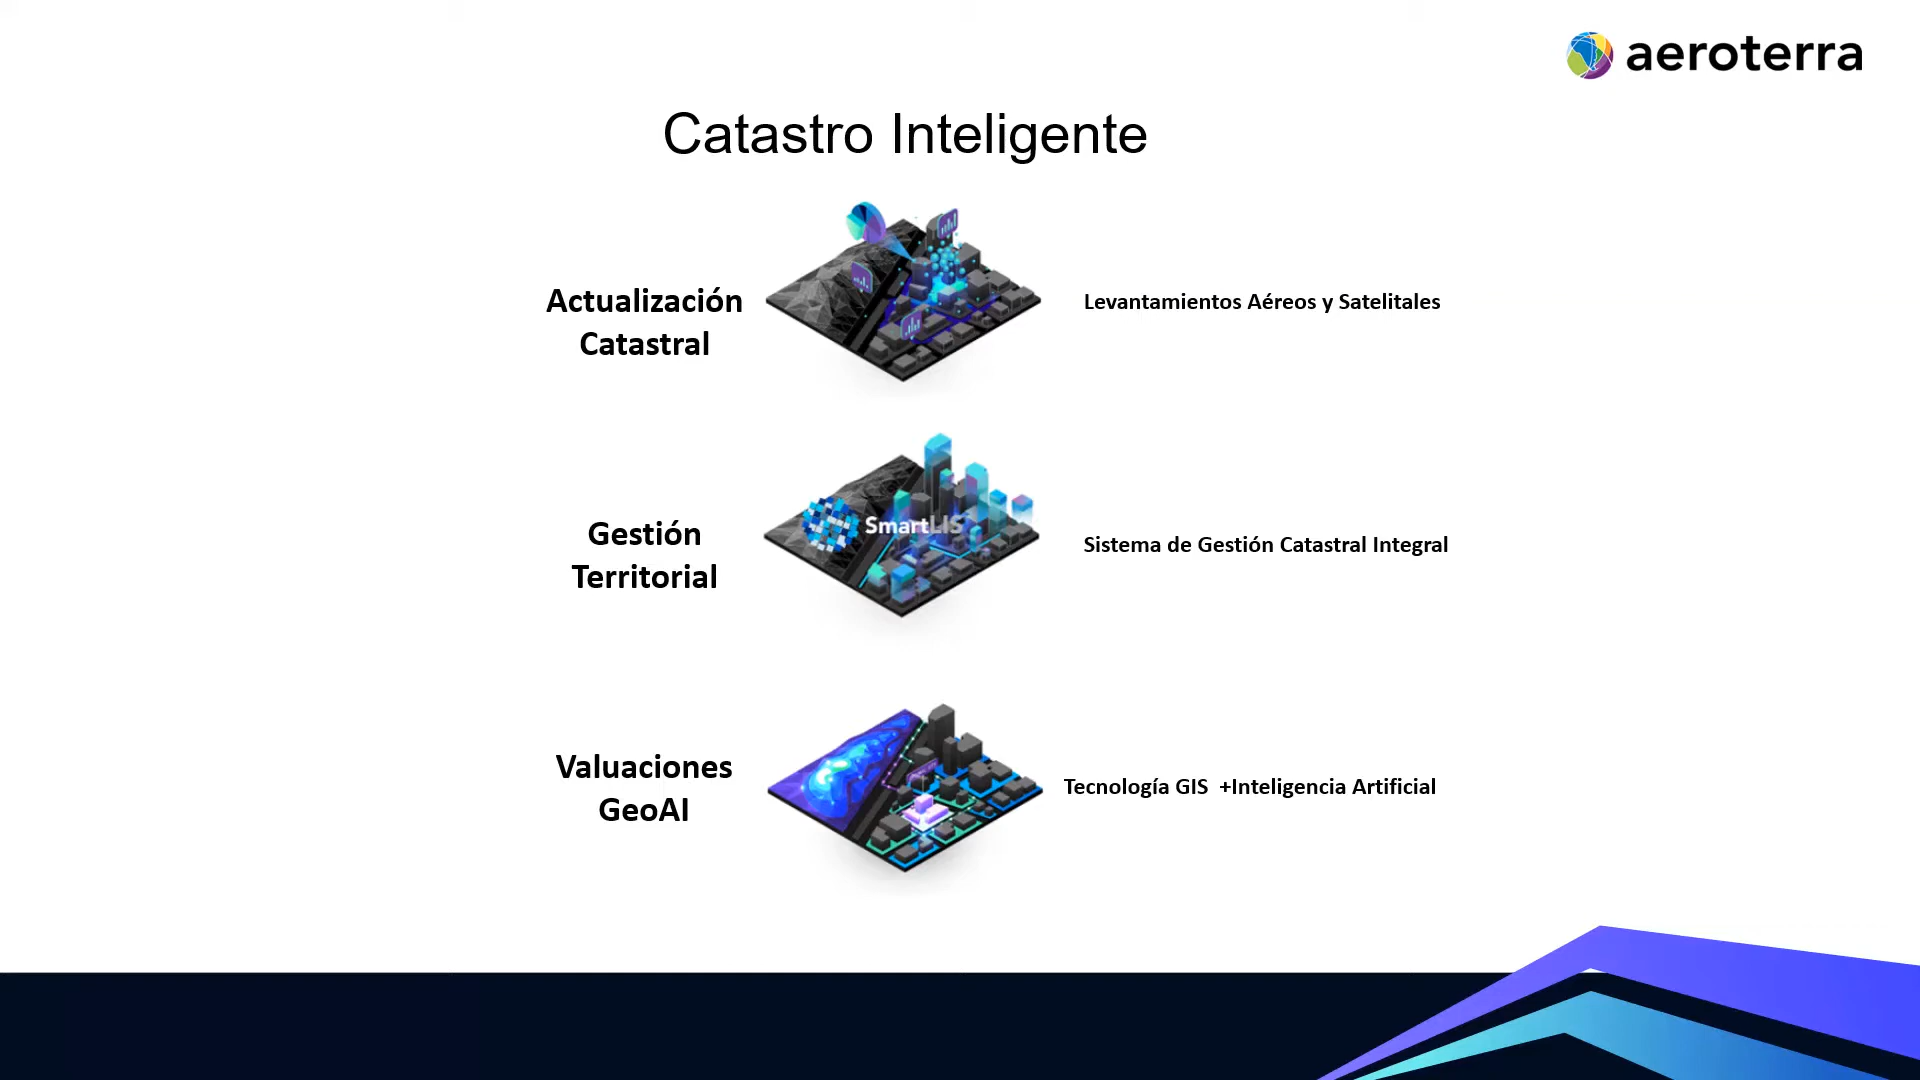 aeroterra
Catastro Inteligente
Actualización
Catastral
Levantamientos Aéreos y Satelitales
Gestión
Territorial
SmartLIS
Sistema de Gestión Catastral Integral
Valuaciones
GeoAI
Tecnología GIS  +Inteligencia Artificial